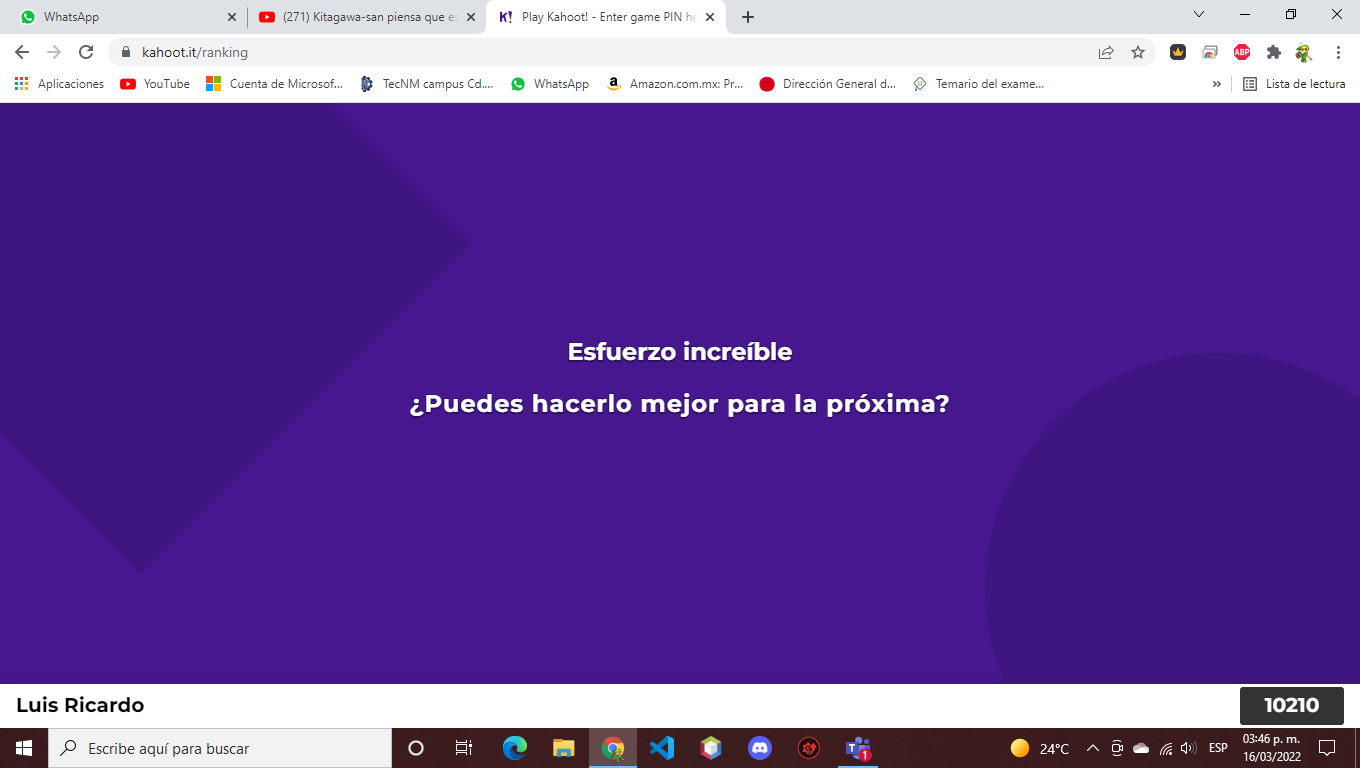 WhatsApp
(271) Kitagawa-san piensa que es
K! Play Kahoot! - Enter game PIN he
kahoot.it/ranking
ABP
Aplicaciones
YouTube
Cuenta de Microsof...
TecNM campus Cd....
WhatsApp
a Amazon.com.mx: Pr...
Dirección General d...
Temario del exame...
»
Lista de lectura
Esfuerzo increíble
¿Puedes hacerlo mejor para la próxima?
Luis Ricardo
10210
Escribe aquí para buscar
T 1
24°C
ESP
03:46 p. m.
16/03/2022